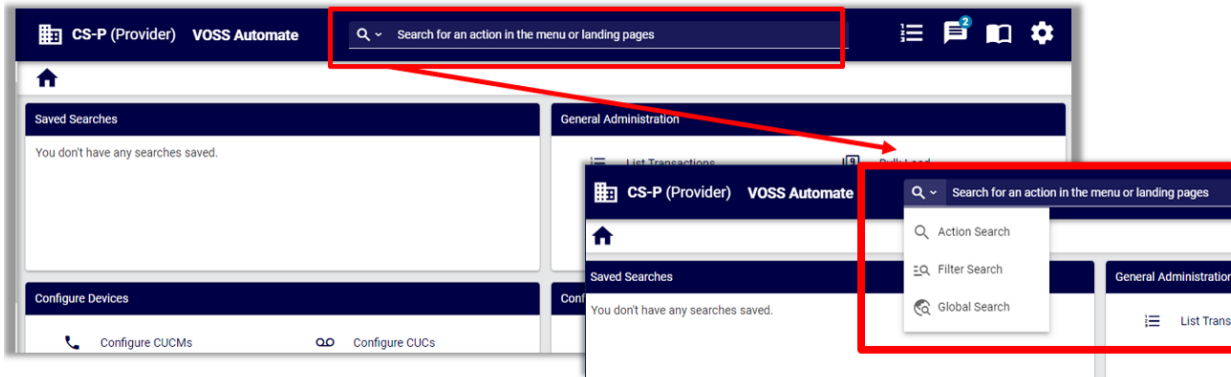 CS-P (Provider) VOSS Automate
Search for an action in the menu or landing pages
2
Saved Searches
You don't have any searches saved.
General Administration
List Transactions
Bulk Load
Configure Devices
Configure CUCMs
Configure CUCs
Conf
CS-P (Provider) VOSS Automate
Search for an action in the menu or landing pages
Action Search
Filter Search
Global Search
Saved Searches
You don't have any searches saved.
General Administration
List Trans